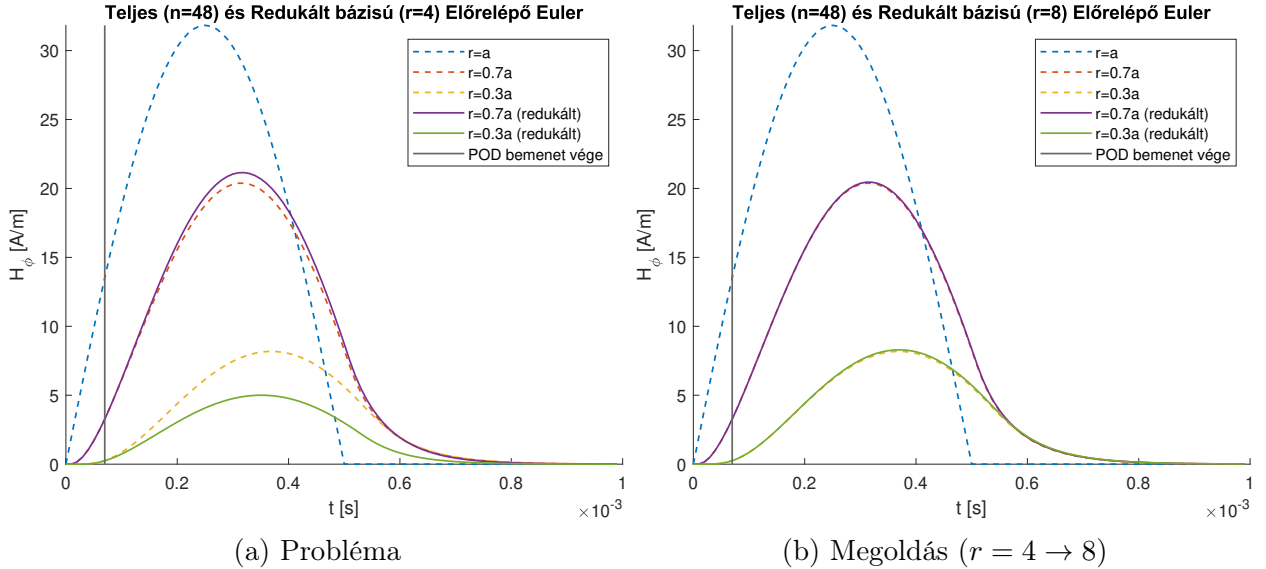 Teljes (n=48) és Redukált bázisú (r=4) Előrelépő Euler
30
25
20
15
10
5
0
H_ϕ [A/m]
r=a
r=0.7a
r=0.3a
r=0.7a (redukált)
r=0.3a (redukált)
POD bemenet vége
0 0.2 0.4 0.6 0.8 1
t [s]
×10⁻³
(a) Probléma
Teljes (n=48) és Redukált bázisú (r=8) Előrelépő Euler
30
25
20
15
10
5
0
H_ϕ [A/m]
r=a
r=0.7a
r=0.3a
r=0.7a (redukált)
r=0.3a (redukált)
POD bemenet vége
0 0.2 0.4 0.6 0.8 1
t [s]
×10⁻³
(b) Megoldás (r = 4 → 8)